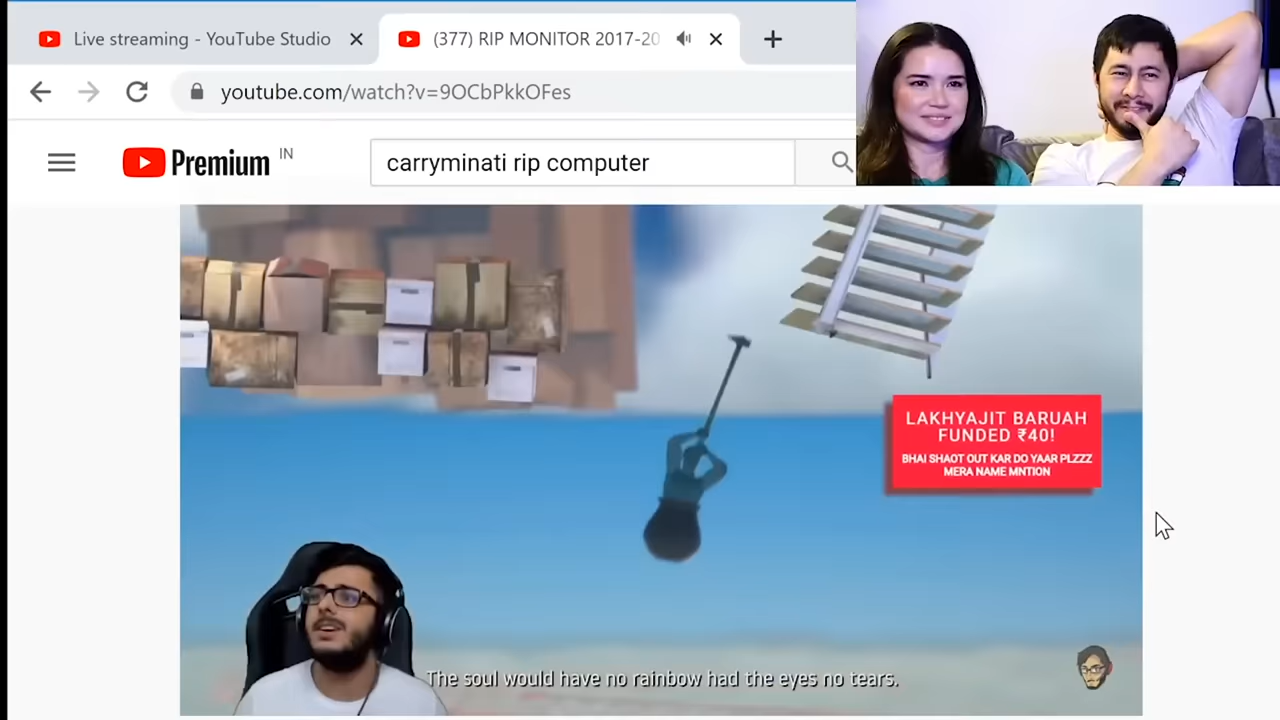 Live streaming - YouTube Studio
(377) RIP MONITOR 2017-20
youtube.com/watch?v=9OCbPkkOFes
Premium IN
carryminati rip computer
LAKHYAJIT BARUAH
FUNDED ₹40!
BHAI SHAOT OUT KAR DO YAAR PLZZZ
MERA NAME MNTION
The soul would have no rainbow had the eyes no tears.